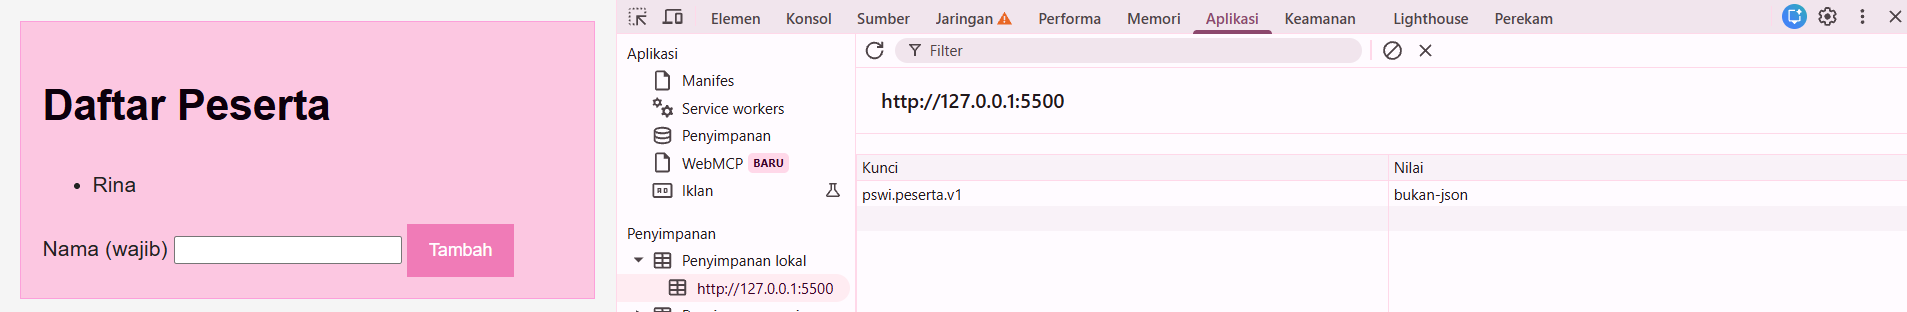 Daftar Peserta
• Rina
Nama (wajib) Tambah
Elemen Konsol Sumber Jaringan Performa Memori Aplikasi Keamanan Lighthouse Perekam
Aplikasi
Manifes
Service workers
Penyimpanan
WebMCP BARU
Iklan
Penyimpanan
Penyimpanan lokal
http://127.0.0.1:5500
Filter
http://127.0.0.1:5500
Kunci Nilai
pswi.peserta.v1 bukan-json